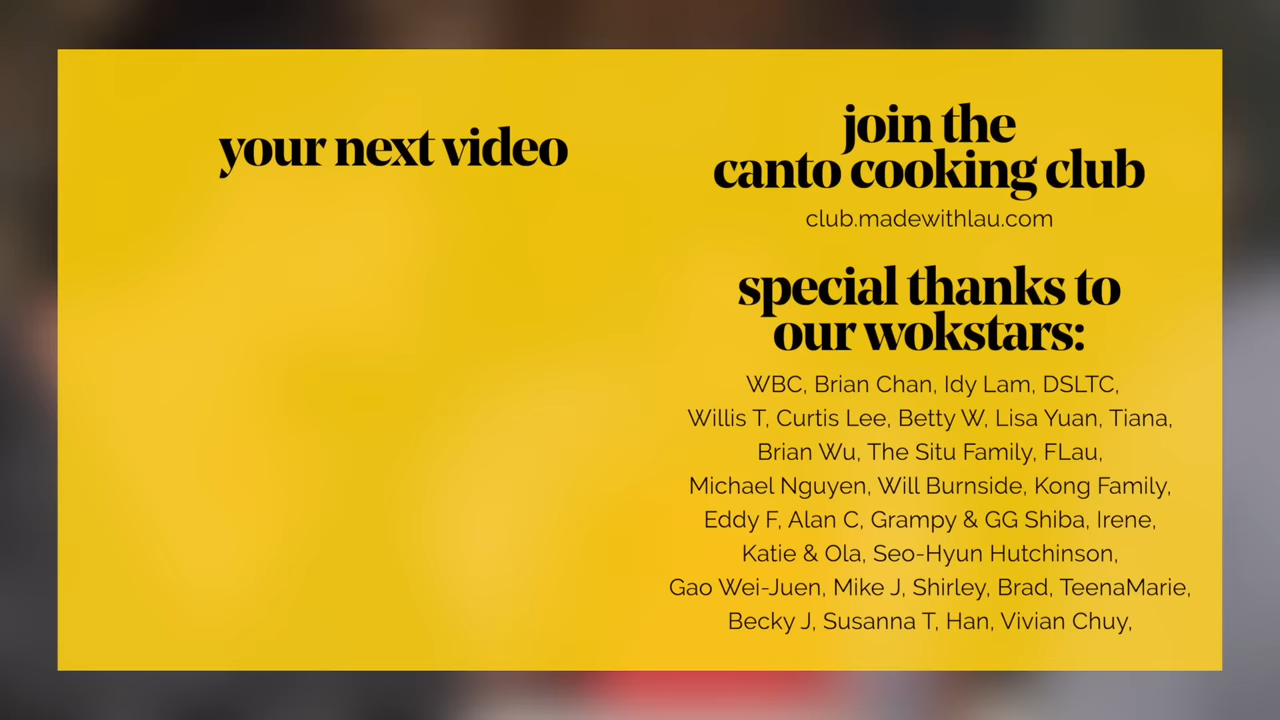 your next video
join the
canto cooking club
club.madewithlau.com
special thanks to
our wokstars:
WBC, Brian Chan, Idy Lam, DSLTC,
Willis T, Curtis Lee, Betty W, Lisa Yuan, Tiana,
Brian Wu, The Situ Family, FLau,
Michael Nguyen, Will Burnside, Kong Family,
Eddy F, Alan C, Grampy & GG Shiba, Irene,
Katie & Ola, Seo-Hyun Hutchinson,
Gao Wei-Juen, Mike J, Shirley, Brad, TeenaMarie,
Becky J, Susanna T, Han, Vivian Chuy,